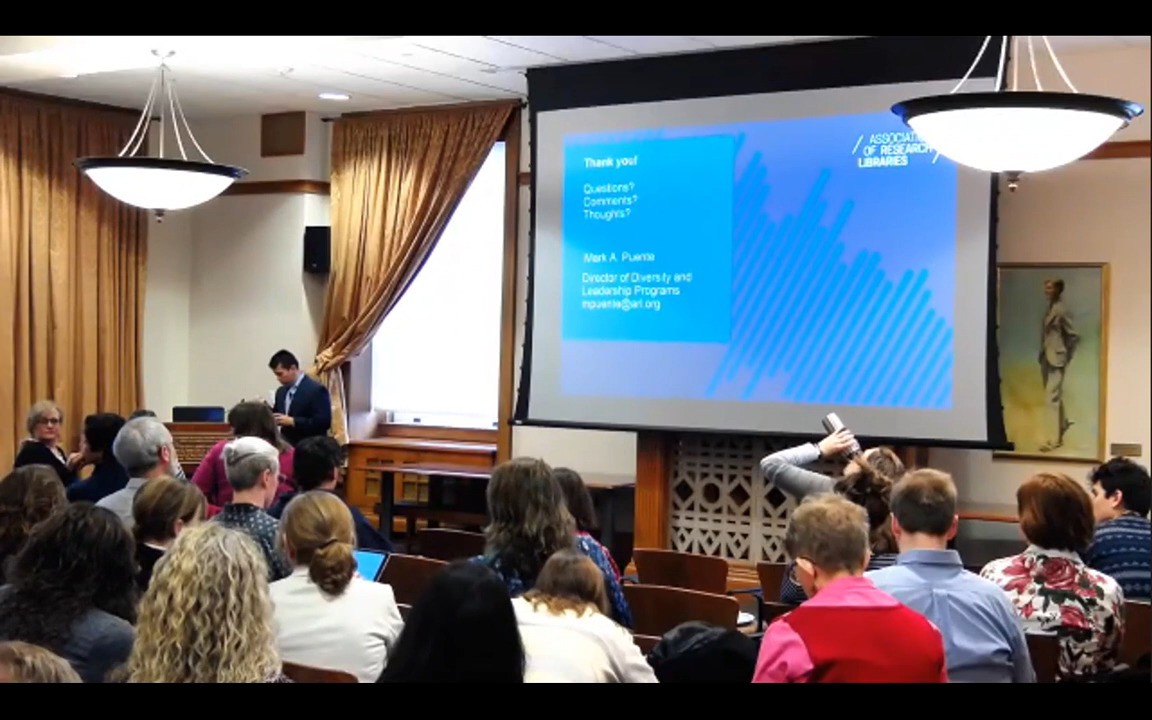 Thank you!
Questions?
Comments?
Thoughts?
Mark A. Puente
Director of Diversity and
Leadership Programs
mpuente@arl.org
/ ASSOCIATI
OF RESEARCH
LIBRARIES /